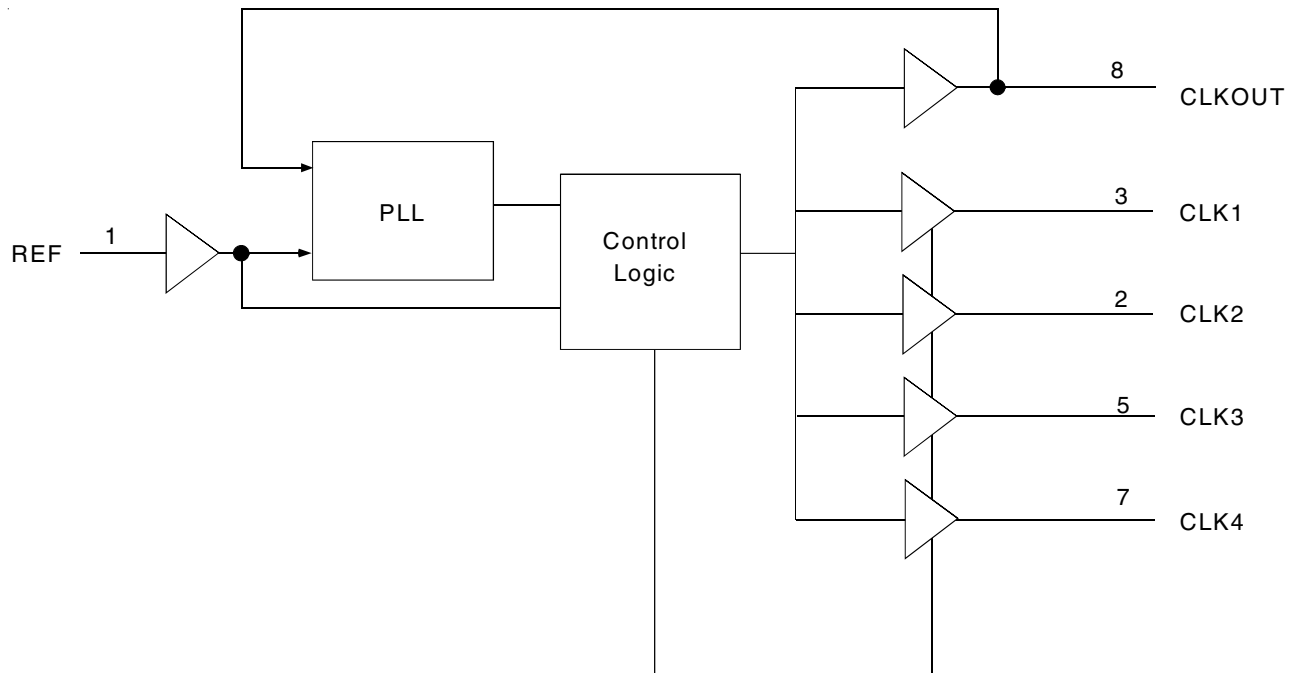 8
CLKOUT
PLL
3
CLK1
REF
1
Control
Logic
2
CLK2
5
CLK3
7
CLK4